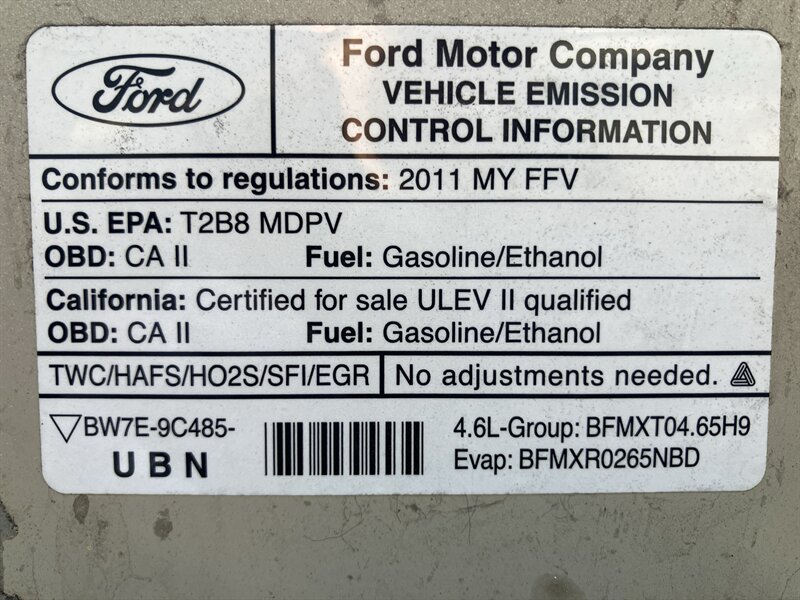 Ford
Ford Motor Company
VEHICLE EMISSION
CONTROL INFORMATION
Conforms to regulations: 2011 MY FFV
U.S. EPA: T2B8 MDPV
OBD: CA II Fuel: Gasoline/Ethanol
California: Certified for sale ULEV II qualified
OBD: CA II Fuel: Gasoline/Ethanol
TWC/HAFS/HO2S/SFI/EGR No adjustments needed.
BW7E-9C485-
UBN
4.6L-Group: BFMXT04.65H9
Evap: BFMXR0265NBD